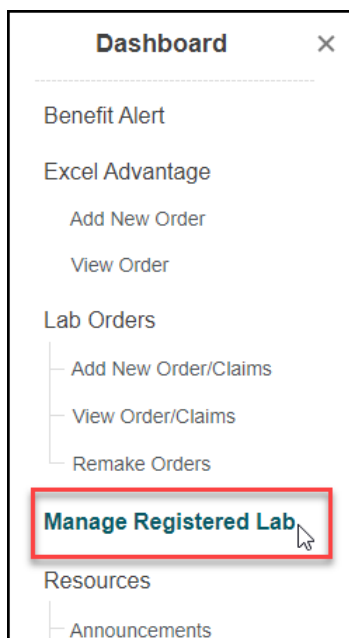 Dashboard
Benefit Alert
Excel Advantage
Add New Order
View Order
Lab Orders
Add New Order/Claims
View Order/Claims
Remake Orders
Manage Registered Lab
Resources
Announcements